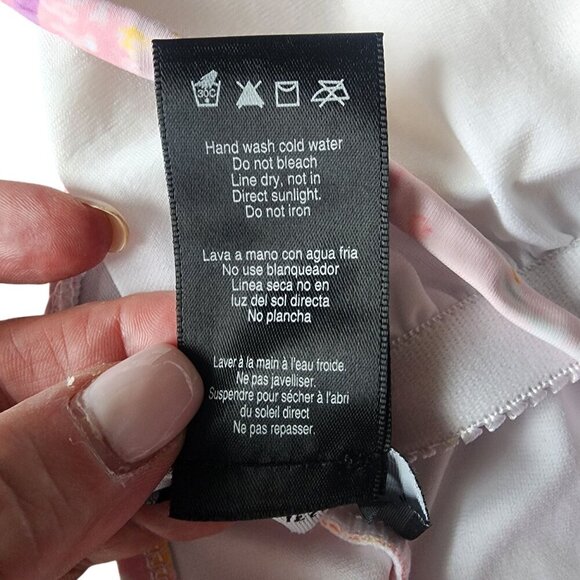 30C
Hand wash cold water
Do not bleach
Line dry, not in
Direct sunlight.
Do not iron
Lava a mano con agua fria
No use blanqueador
Linea seca no en
luz del sol directa
No plancha
Laver à la main à l'eau froide.
Ne pas javelliser.
Suspendre pour sécher à l'abri
du soleil direct
Ne pas repasser.